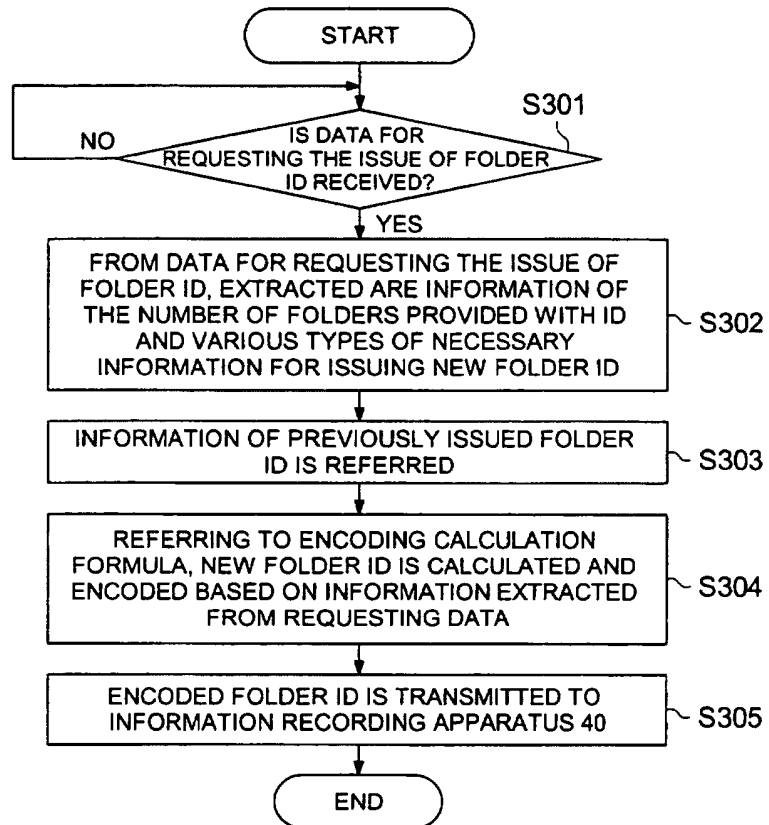 START
S301
NO
IS DATA FOR
REQUESTING THE ISSUE OF FOLDER
ID RECEIVED?
YES
FROM DATA FOR REQUESTING THE ISSUE OF
FOLDER ID, EXTRACTED ARE INFORMATION OF
THE NUMBER OF FOLDERS PROVIDED WITH ID
AND VARIOUS TYPES OF NECESSARY
INFORMATION FOR ISSUING NEW FOLDER ID
S302
INFORMATION OF PREVIOUSLY ISSUED FOLDER
ID IS REFERRED
S303
REFERRING TO ENCODING CALCULATION
FORMULA, NEW FOLDER ID IS CALCULATED AND
ENCODED BASED ON INFORMATION EXTRACTED
FROM REQUESTING DATA
S304
ENCODED FOLDER ID IS TRANSMITTED TO
INFORMATION RECORDING APPARATUS 40
S305
END